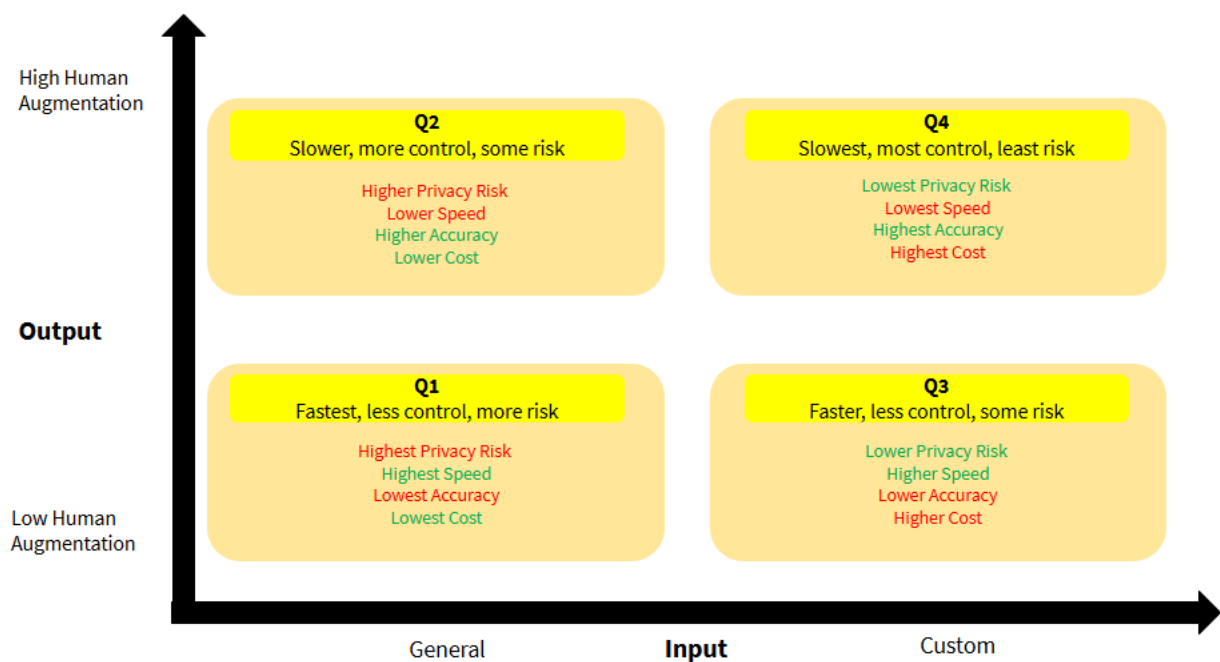 High Human
Augmentation
Q2
Slower, more control, some risk
Higher Privacy Risk
Lower Speed
Higher Accuracy
Lower Cost
Q4
Slowest, most control, least risk
Lowest Privacy Risk
Lowest Speed
Highest Accuracy
Highest Cost
Output
Q1
Fastest, less control, more risk
Highest Privacy Risk
Highest Speed
Lowest Accuracy
Lowest Cost
Q3
Faster, less control, some risk
Lower Privacy Risk
Higher Speed
Lower Accuracy
Higher Cost
Low Human
Augmentation
General
Input
Custom